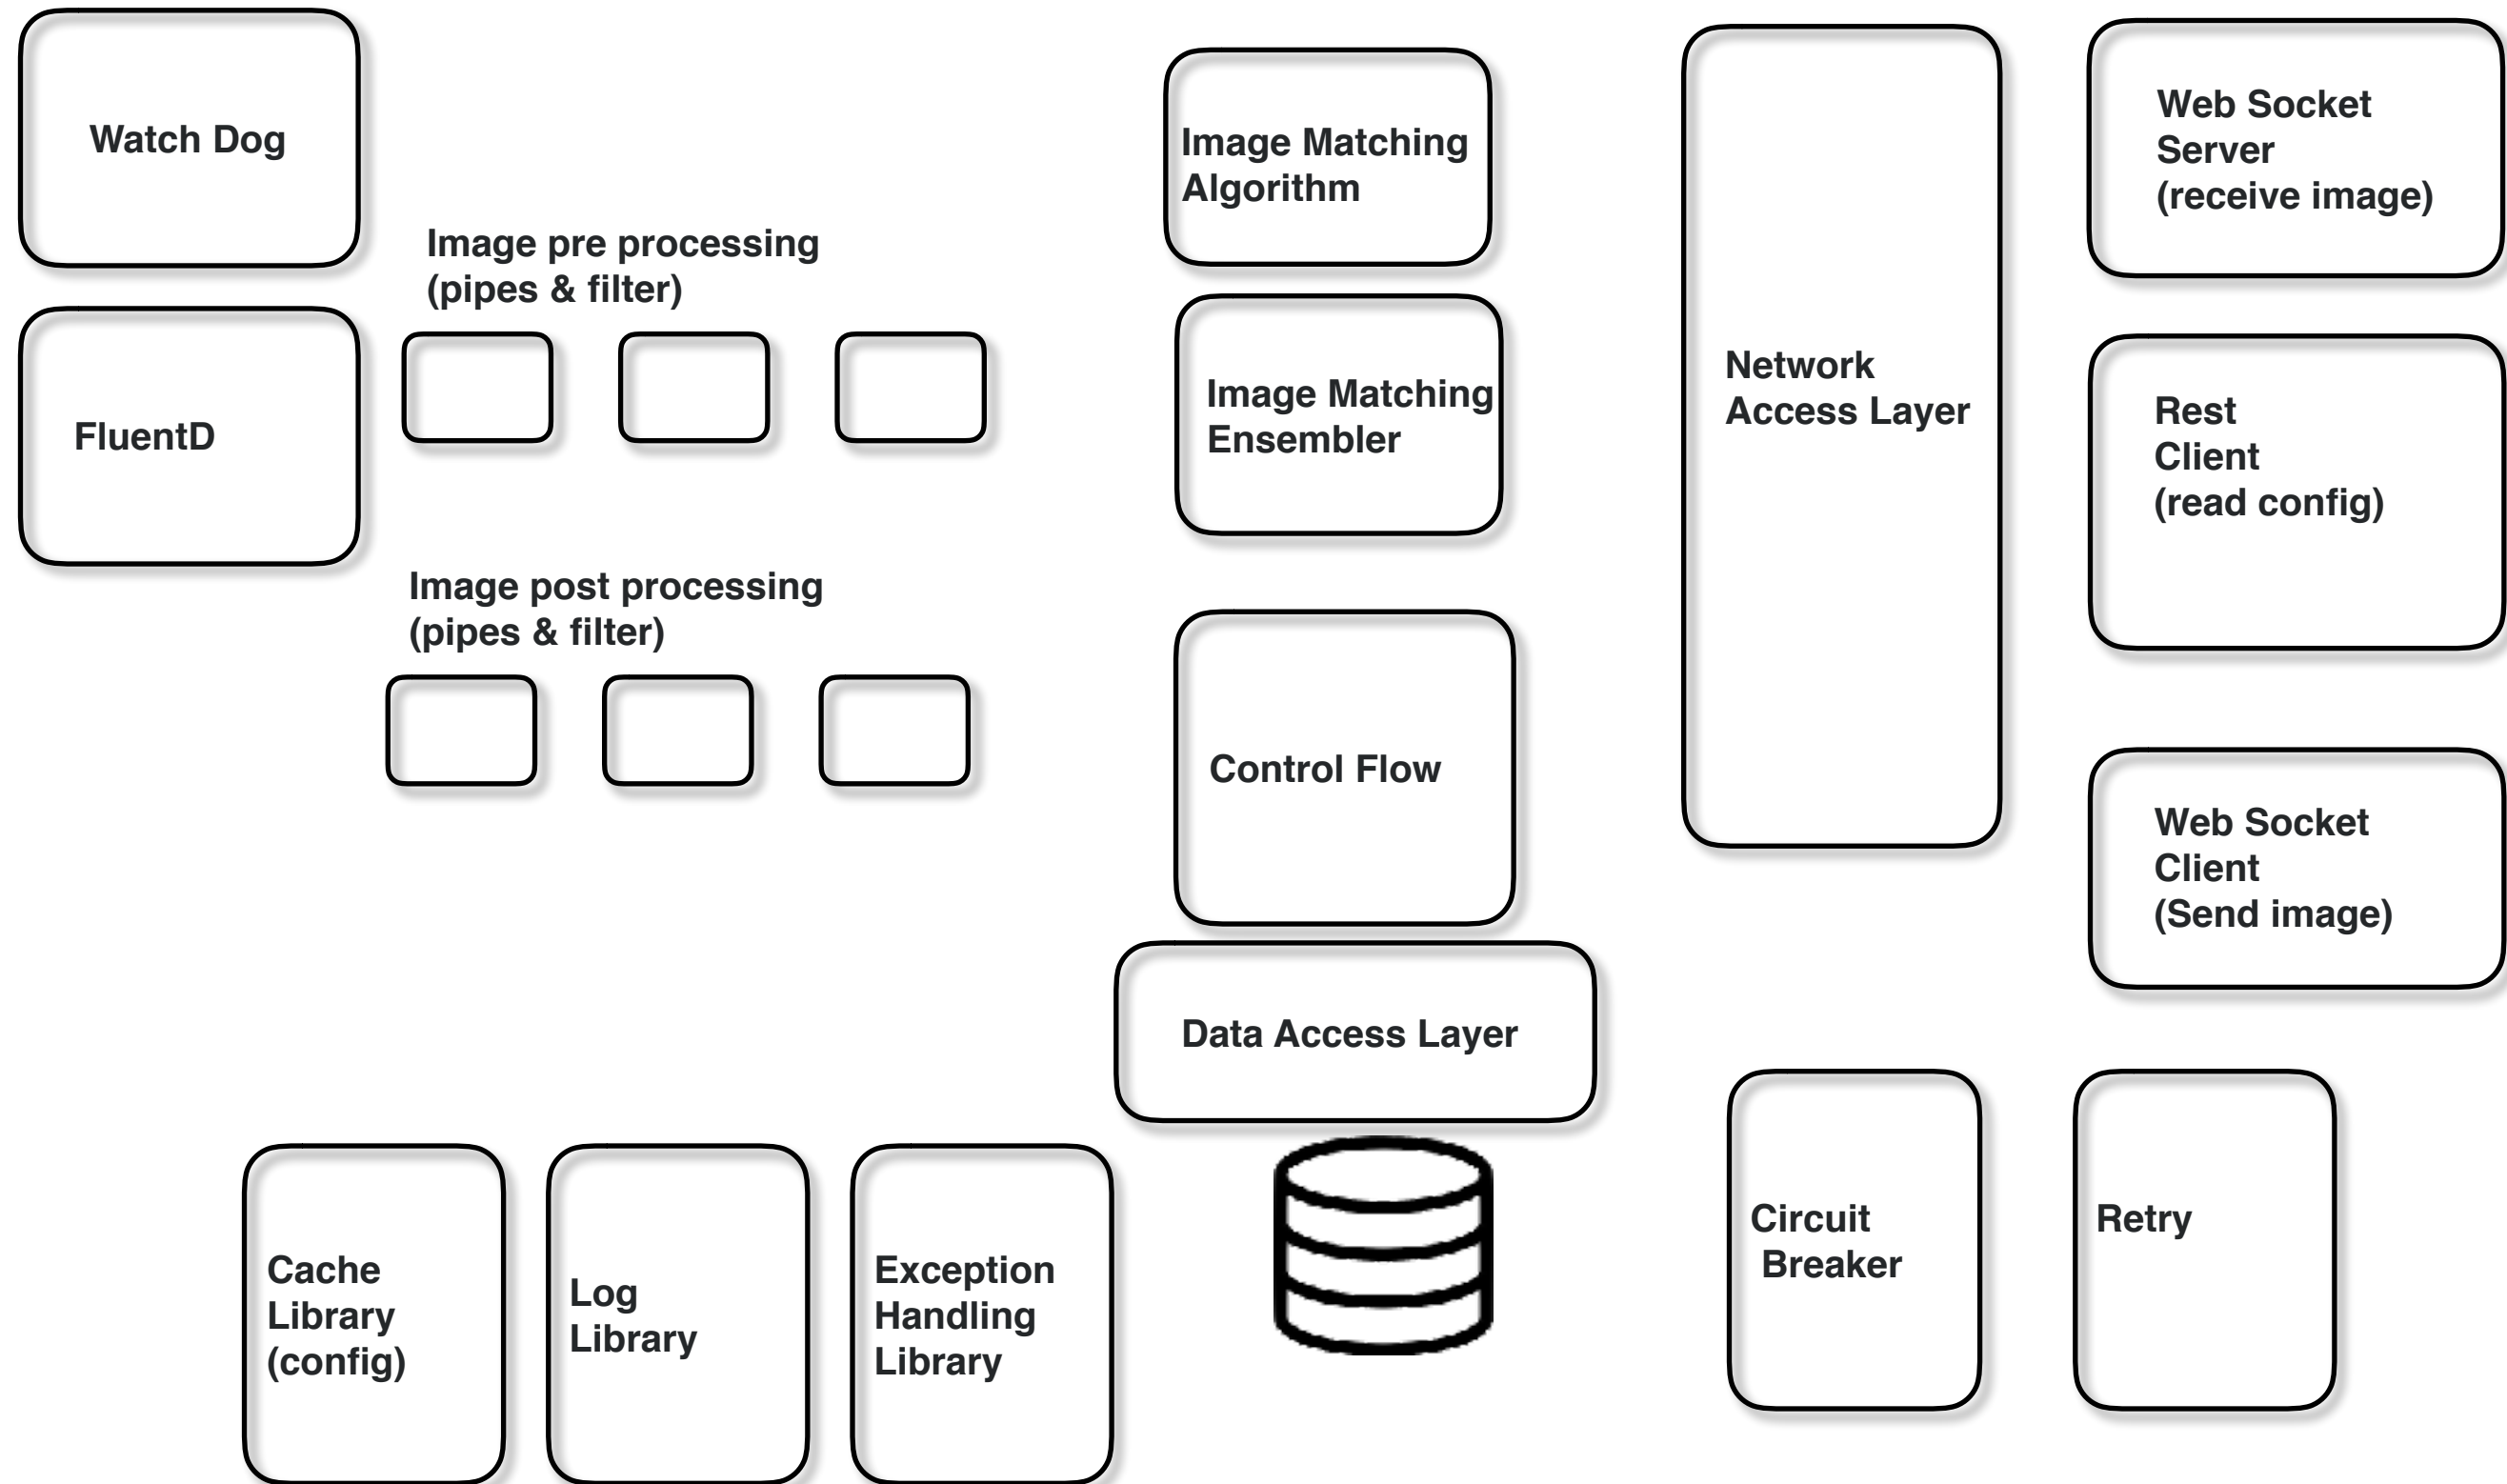 Watch Dog
FluentD
Image pre processing
(pipes & filter)
Image post processing
(pipes & filter)
Image Matching
Algorithm
Image Matching
Ensembler
Control Flow
Data Access Layer
Network
Access Layer
Web Socket
Server
(receive image)
Rest
Client
(read config)
Web Socket
Client
(Send image)
Cache
Library
(config)
Log
Library
Exception
Handling
Library
Circuit
Breaker
Retry